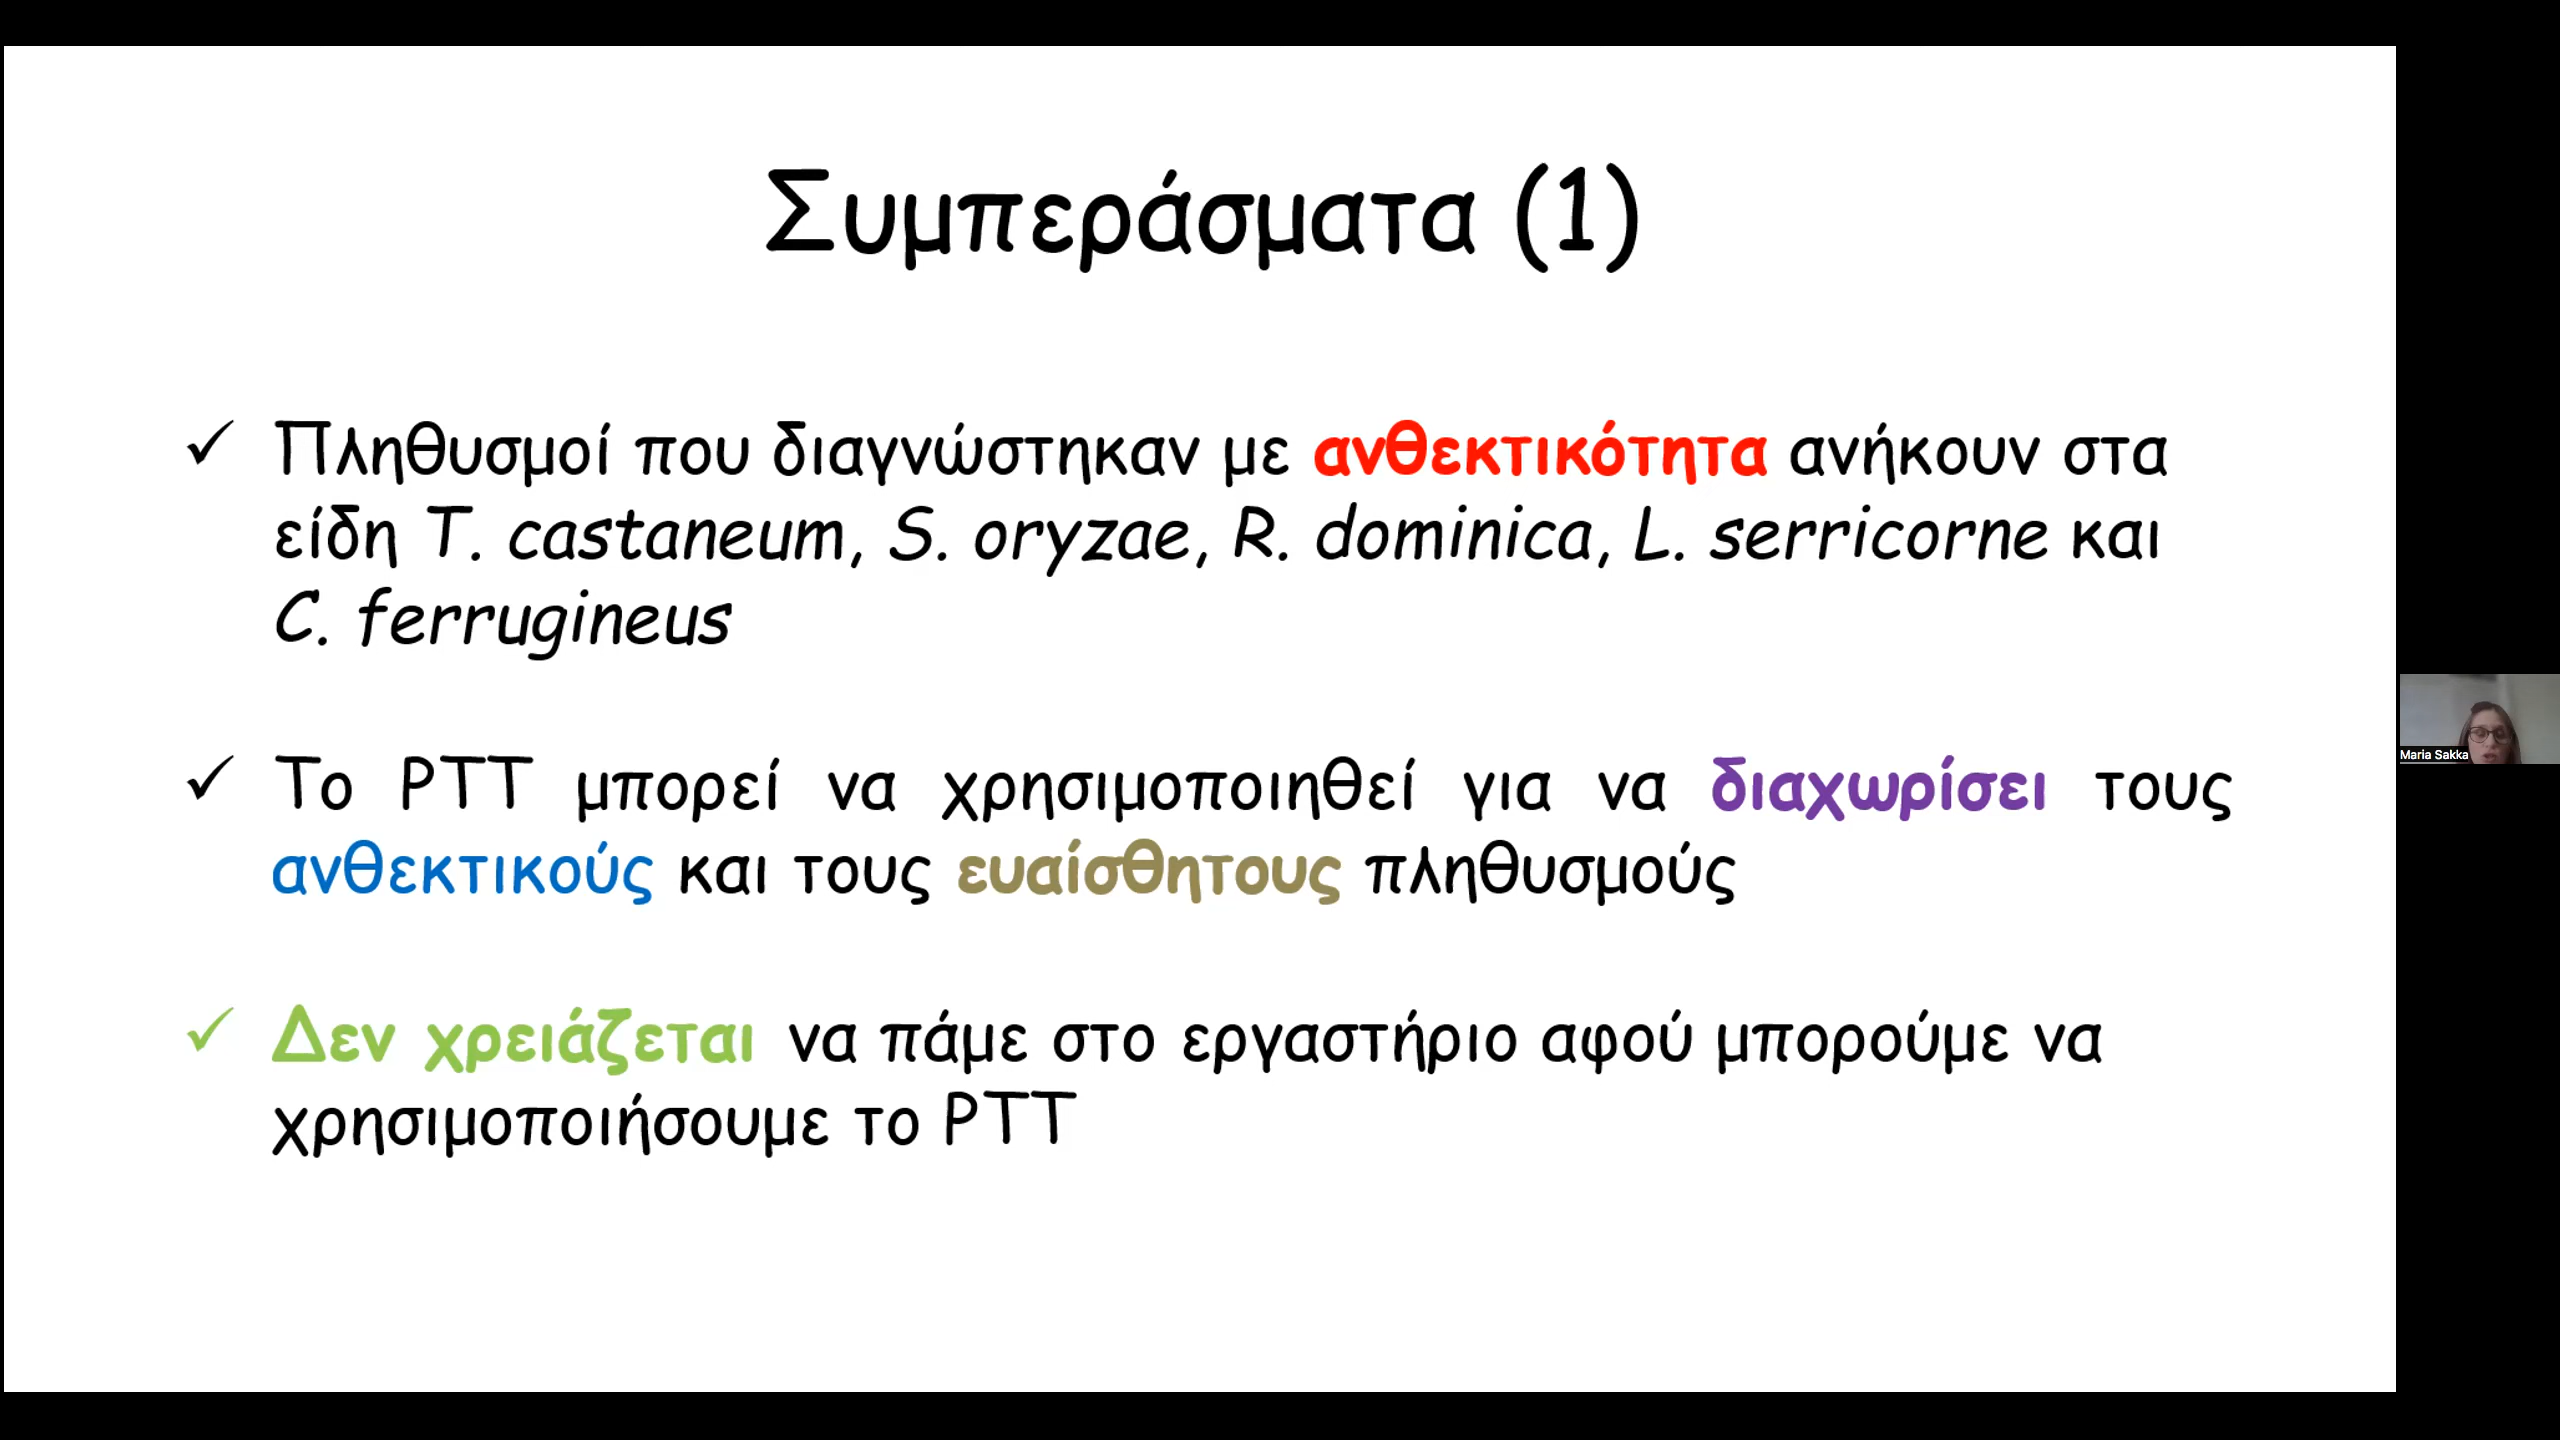 Συμπεράσματα (1)
✓ Πληθυσμοί που διαγνώστηκαν με ανθεκτικότητα ανήκουν στα
είδη T. castaneum, S. oryzae, R. dominica, L. serricorne και
C. ferrugineus
✓ Το PTT μπορεί να χρησιμοποιηθεί για να διαχωρίσει τους
ανθεκτικούς και τους ευαίσθητους πληθυσμούς
✓ Δεν χρειάζεται να πάμε στο εργαστήριο αφού μπορούμε να
χρησιμοποιήσουμε το PTT
Maria Sakka